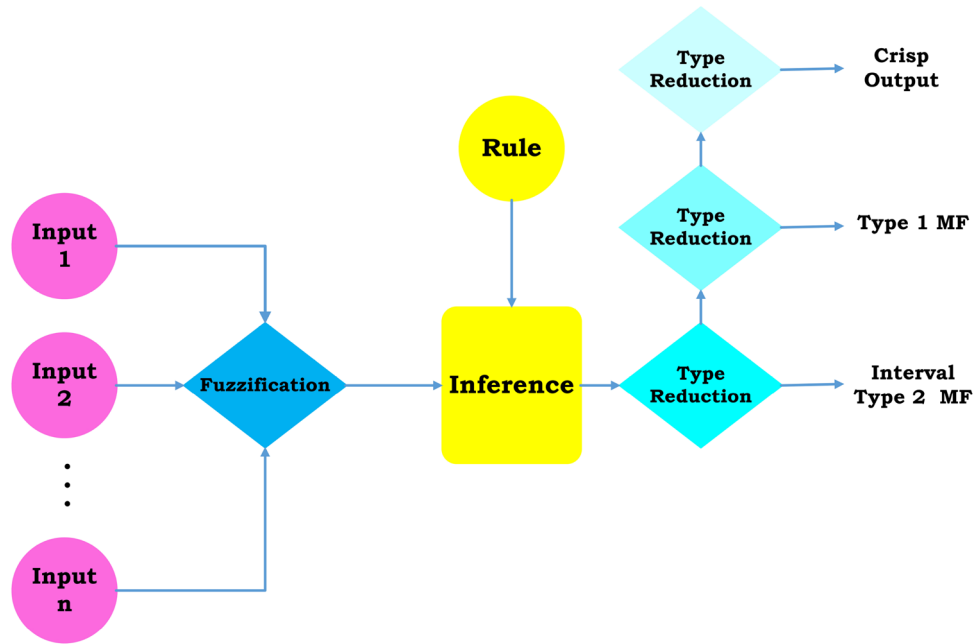 Input
1
Input
2
Input
n
Fuzzification
Rule
Inference
Type
Reduction
Interval
Type 2 MF
Type
Reduction
Type 1 MF
Type
Reduction
Crisp
Output